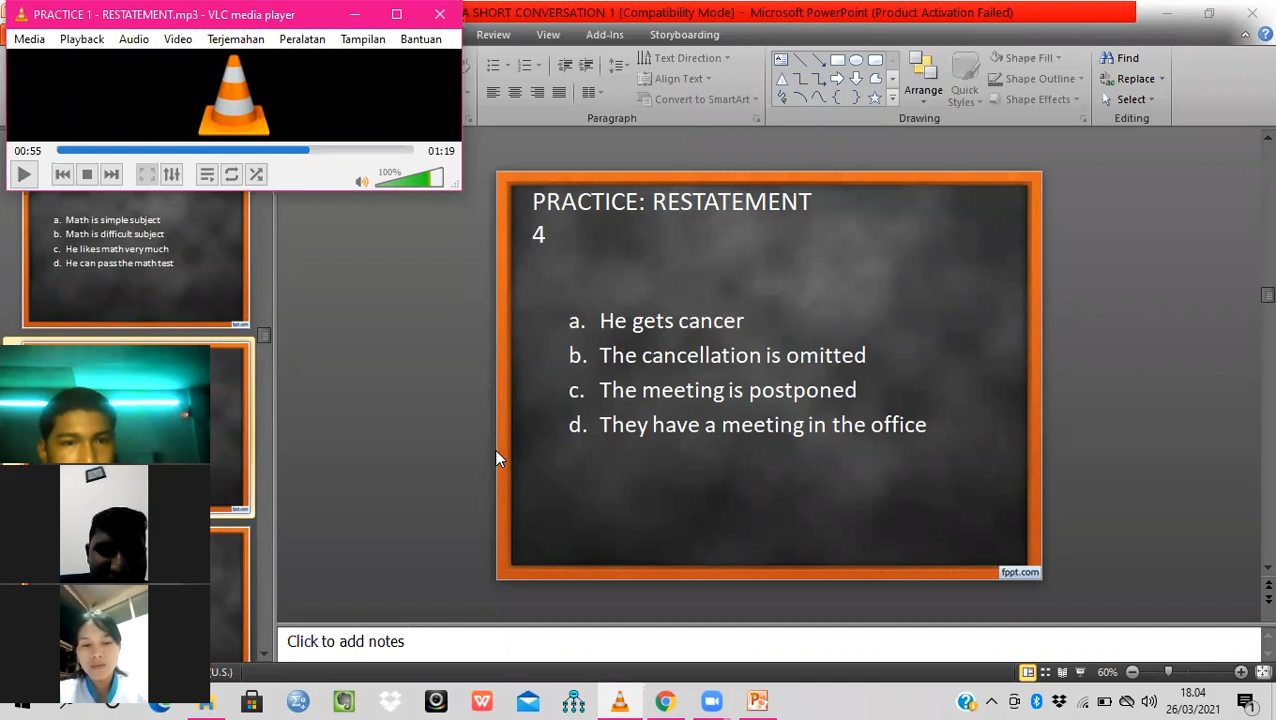 PRACTICE 1 - RESTATEMENT.mp3 - VLC media player
A SHORT CONVERSATION 1 [Compatibility Mode] - Microsoft PowerPoint (Product Activation Failed)
Media Playback Audio Video Terjemahan Peralatan Tampilan Bantuan
Review View Add-Ins Storyboarding
Text Direction
Align Text
Convert to SmartArt
Arrange
Quick Styles
Shape Fill
Shape Outline
Shape Effects
Find
Replace
Select
Paragraph Drawing Editing
00:55 01:19
100%
a. Math is simple subject
b. Math is difficult subject
c. He likes math very much
d. He can pass the math test
fppt.com
fppt.com
PRACTICE: RESTATEMENT
4
a. He gets cancer
b. The cancellation is omitted
c. The meeting is postponed
d. They have a meeting in the office
fppt.com
Click to add notes
(U.S.)
60%
18.04
26/03/2021
1